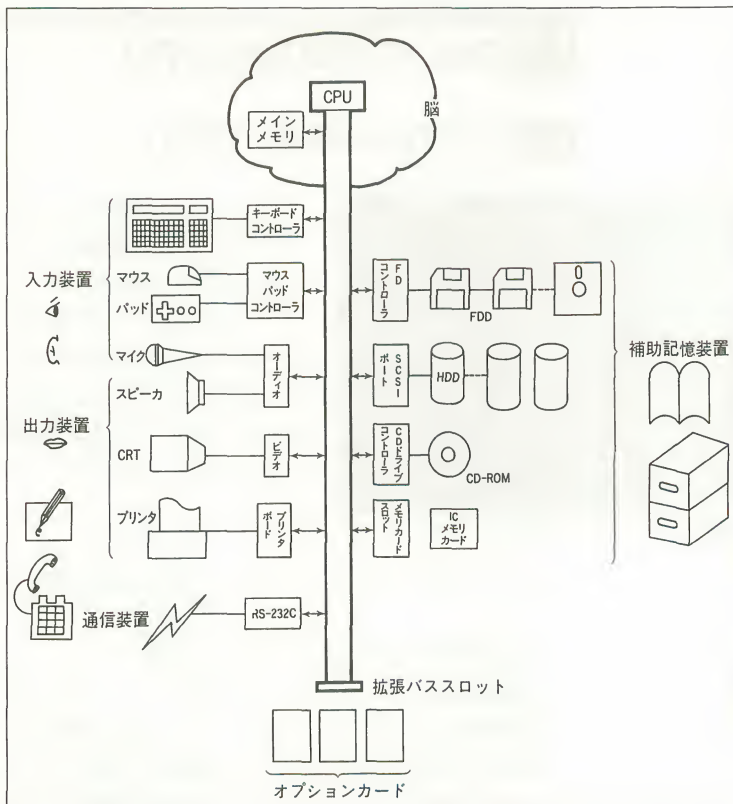 CPU
脳
メイン
メモリ
キーボード
コントローラ
入力装置
マウス
パッド
マウス
パッド
コントローラ
マイク
スピーカ
オーディオ
出力装置
CRT
ビデオ
プリンタ
プリンタ
ボード
通信装置
RS-232C
FD
コントローラ
FDD
SCSI
ポート
HDD
CDドライブ
コントローラ
CD-ROM
メモリカード
スロット
IC
メモリ
カード
補助記憶装置
拡張バススロット
オプションカード